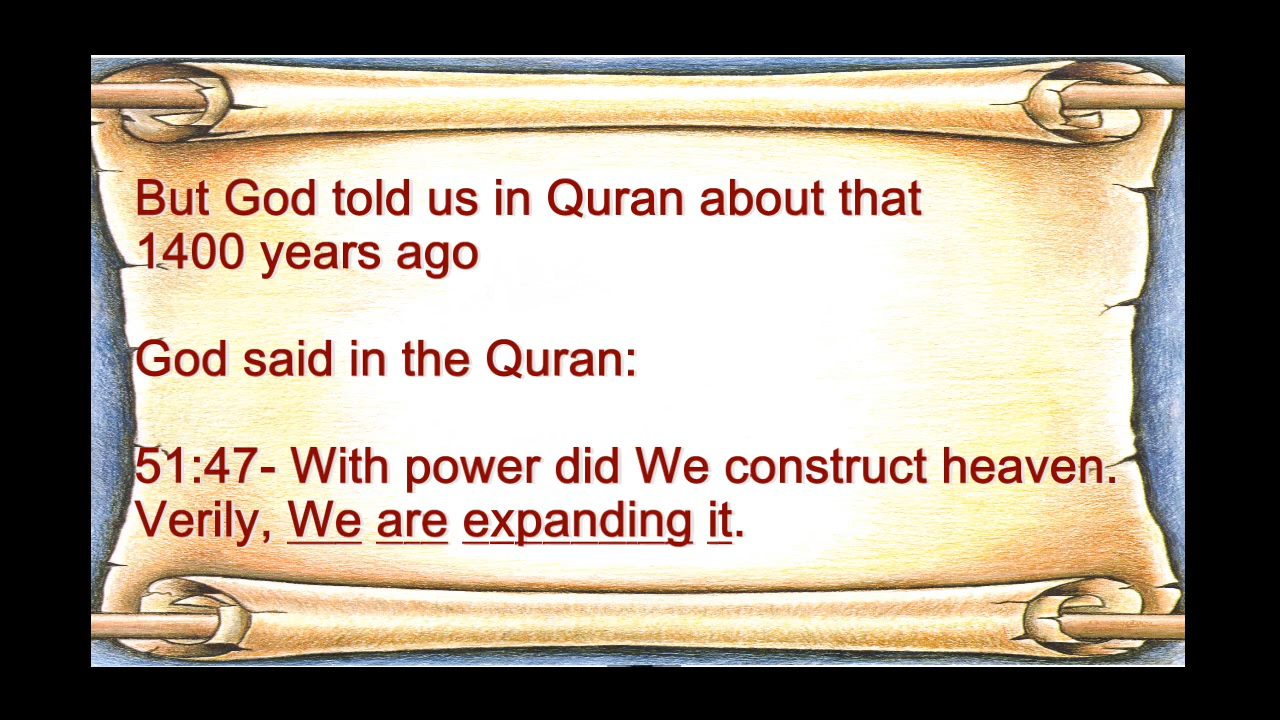 But God told us in Quran about that
1400 years ago
God said in the Quran:
51:47- With power did We construct heaven.
Verily, We are expanding it.